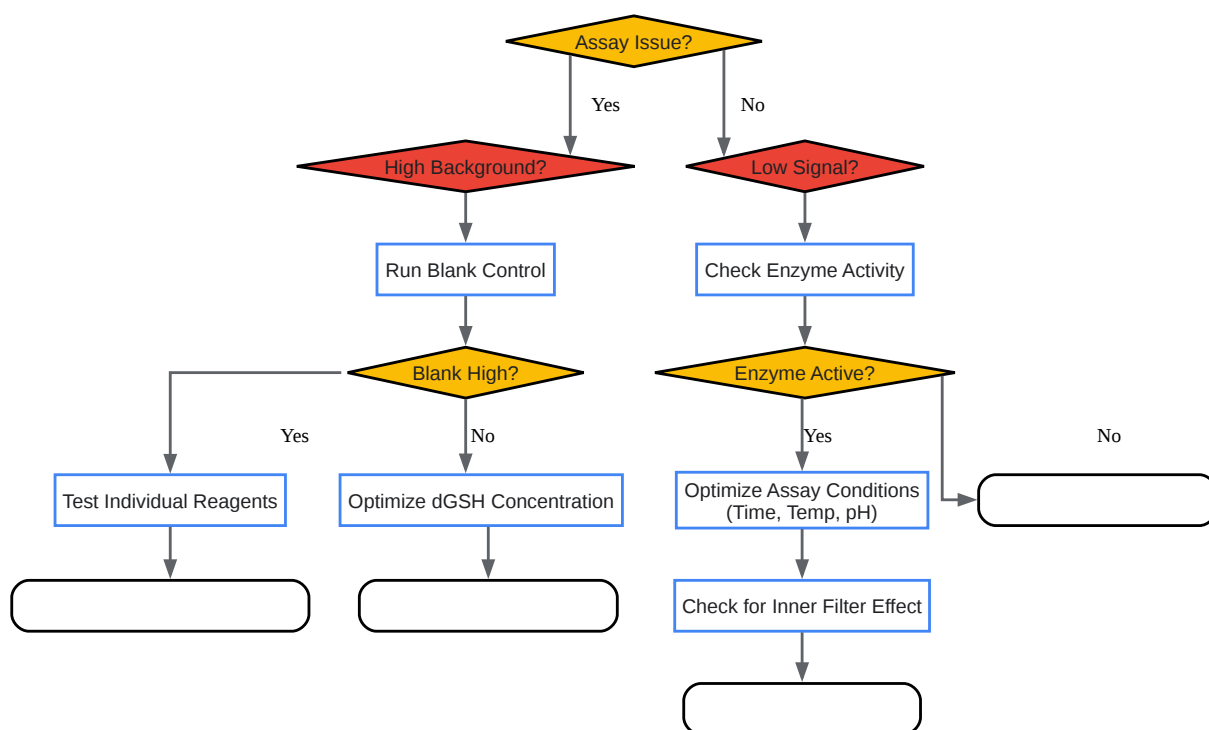 Assay Issue?
Yes
No
High Background?
Low Signal?
Run Blank Control
Check Enzyme Activity
Blank High?
Enzyme Active?
Yes
No
Yes
No
Test Individual Reagents
Optimize dGSH Concentration
Optimize Assay Conditions
(Time, Temp, pH)
Check for Inner Filter Effect